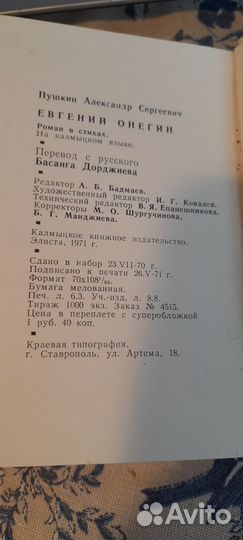 Пушкин Александр Сергеевич
ЕВГЕНИЙ ОНЕГИН
Роман в стихах.
На калмыцком языке.
Перевод с русского
Басанга Дорджиева
Редактор А. Б. Бадмаев.
Художественный редактор И. Г. Ковалев.
Технический редактор В. Я. Епанешникова.
Корректоры М. О. Шургучинова,
Б. Г. Манджиева.
Калмыцкое книжное издательство.
Элиста, 1971 г.
Сдано в набор 23.VII-70 г.
Подписано к печати 26.V-71 г.
Формат 70x108¹/₆₄.
Бумага мелованная.
Печ. л. 6,3. Уч.-изд. л. 8,8.
Тираж 1000 экз. Заказ № 4515.
Цена в переплете с суперобложкой
1 руб. 40 коп.
Краевая типография,
г. Ставрополь, ул. Артема, 18.
Avito